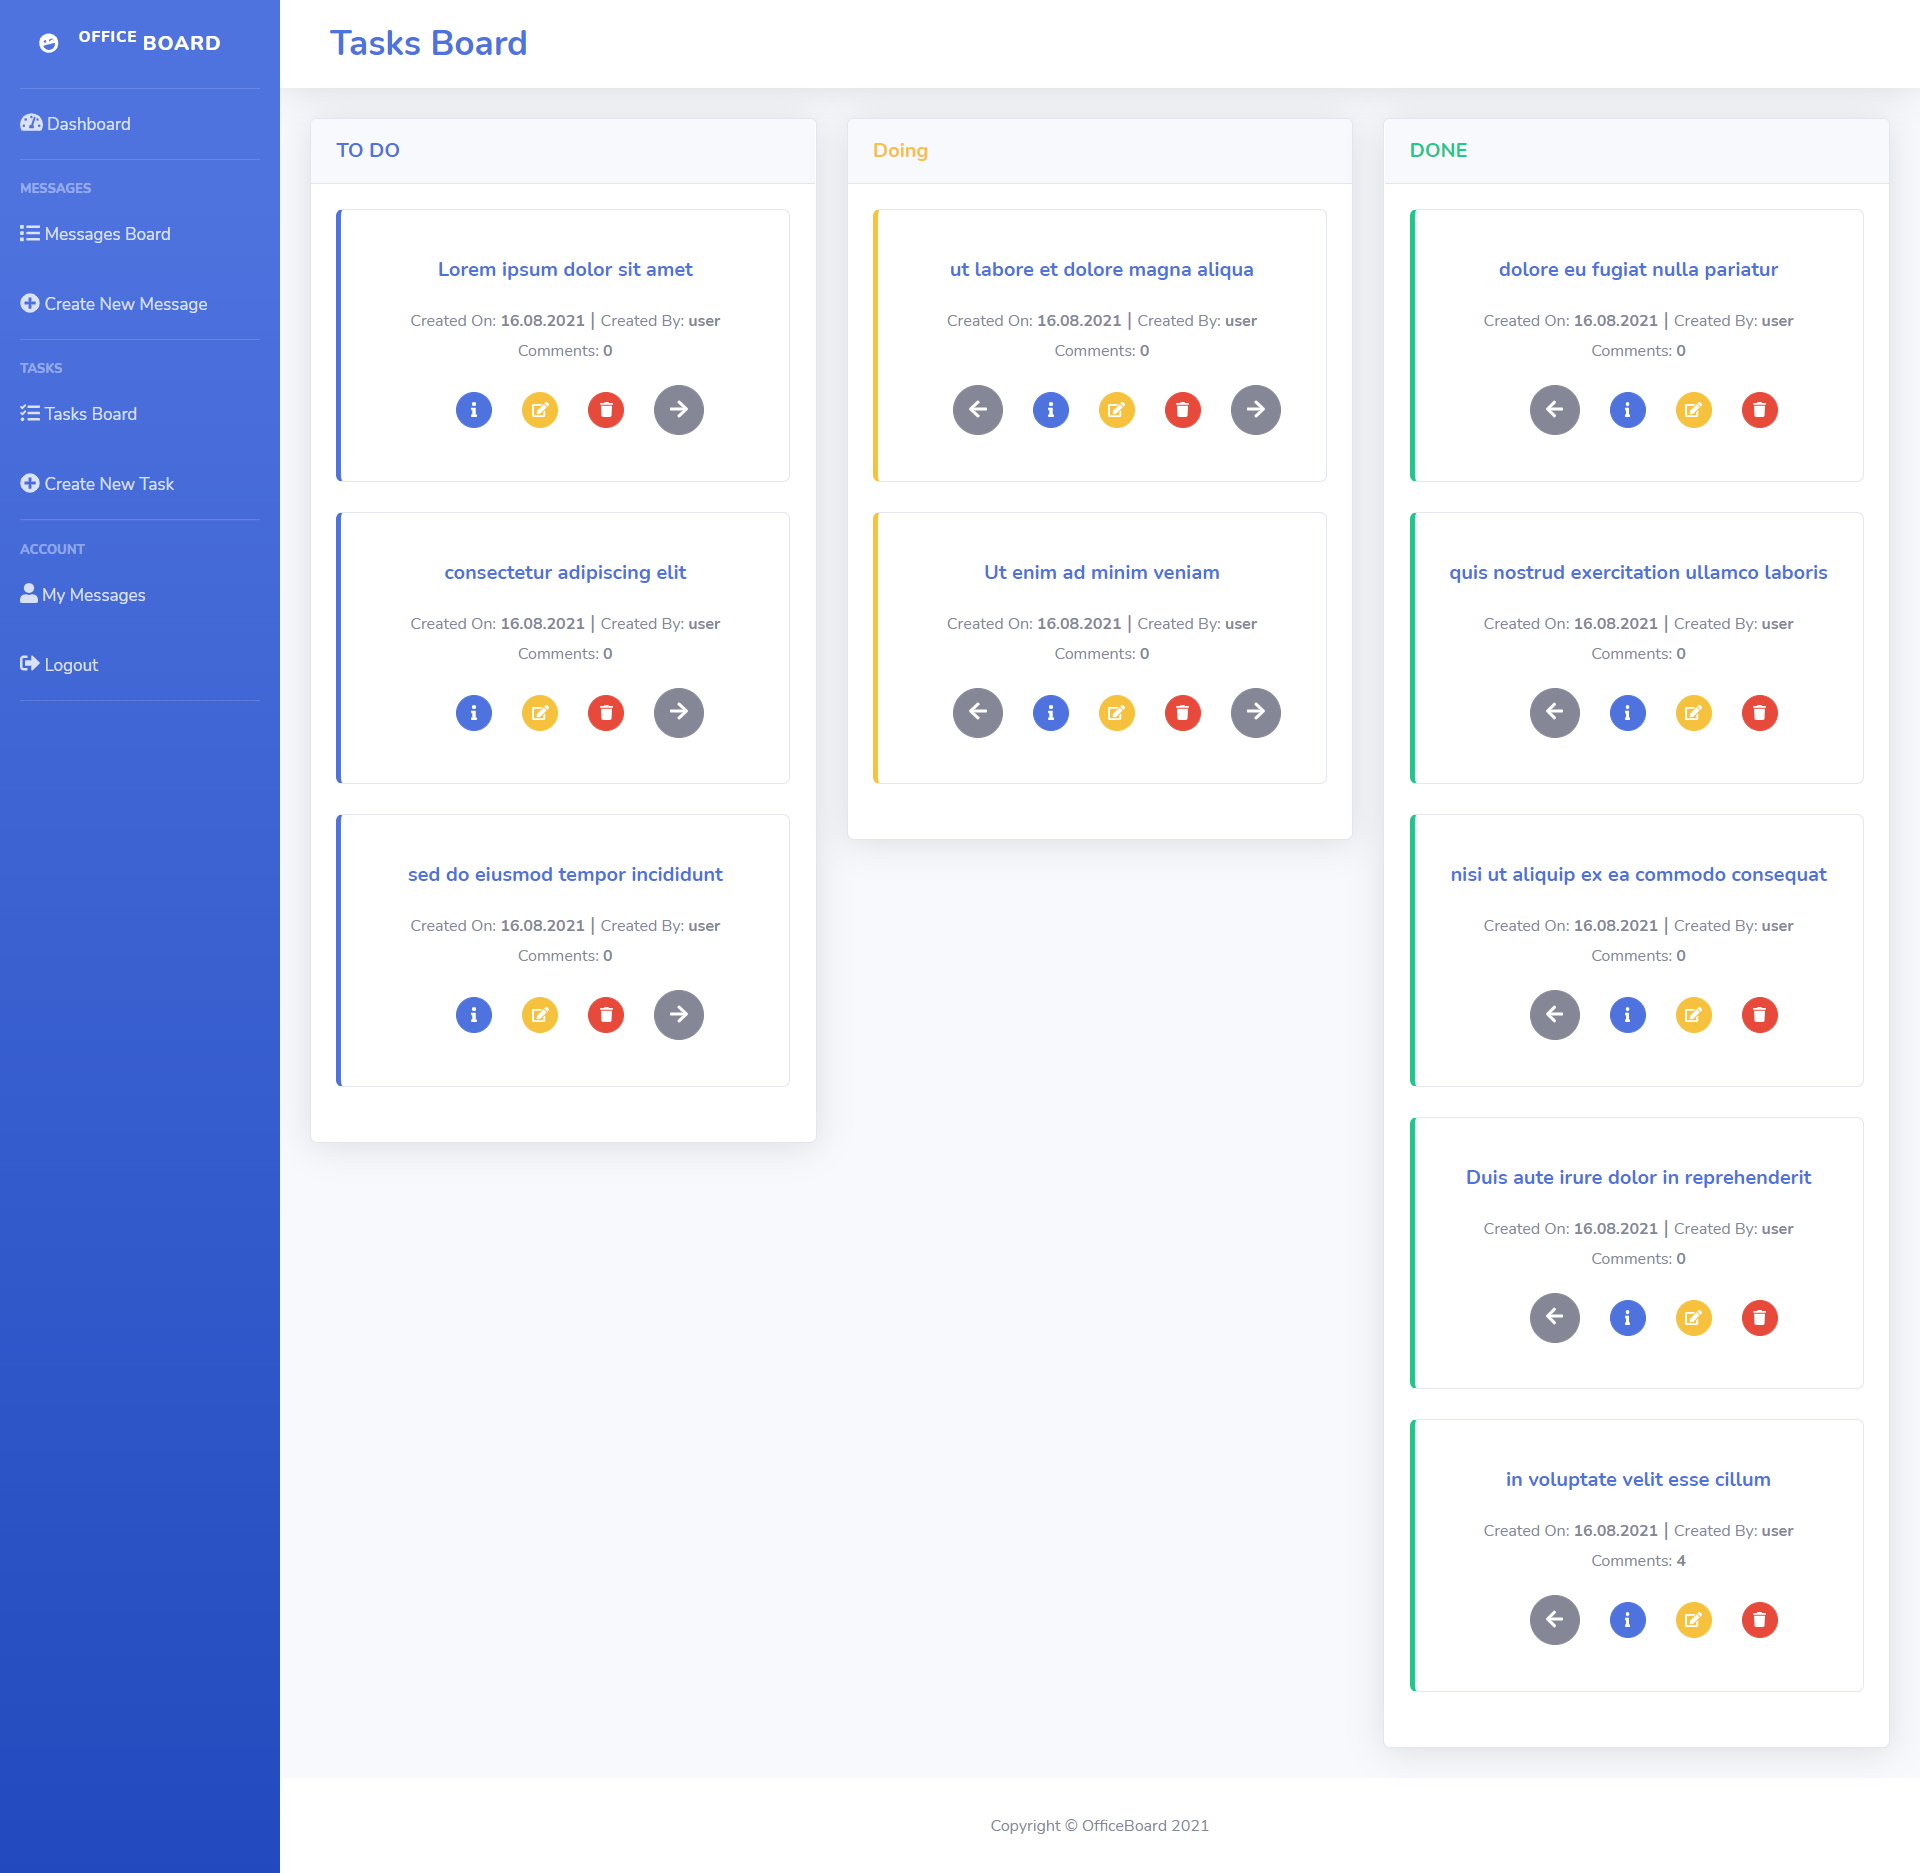 OFFICE BOARD
Dashboard
MESSAGES
Messages Board
Create New Message
TASKS
Tasks Board
Create New Task
ACCOUNT
My Messages
Logout
Tasks Board
TO DO
Lorem ipsum dolor sit amet
Created On: 16.08.2021 | Created By: user
Comments: 0
consectetur adipiscing elit
Created On: 16.08.2021 | Created By: user
Comments: 0
sed do eiusmod tempor incididunt
Created On: 16.08.2021 | Created By: user
Comments: 0
Doing
ut labore et dolore magna aliqua
Created On: 16.08.2021 | Created By: user
Comments: 0
Ut enim ad minim veniam
Created On: 16.08.2021 | Created By: user
Comments: 0
DONE
dolore eu fugiat nulla pariatur
Created On: 16.08.2021 | Created By: user
Comments: 0
quis nostrud exercitation ullamco laboris
Created On: 16.08.2021 | Created By: user
Comments: 0
nisi ut aliquip ex ea commodo consequat
Created On: 16.08.2021 | Created By: user
Comments: 0
Duis aute irure dolor in reprehenderit
Created On: 16.08.2021 | Created By: user
Comments: 0
in voluptate velit esse cillum
Created On: 16.08.2021 | Created By: user
Comments: 4
Copyright © OfficeBoard 2021